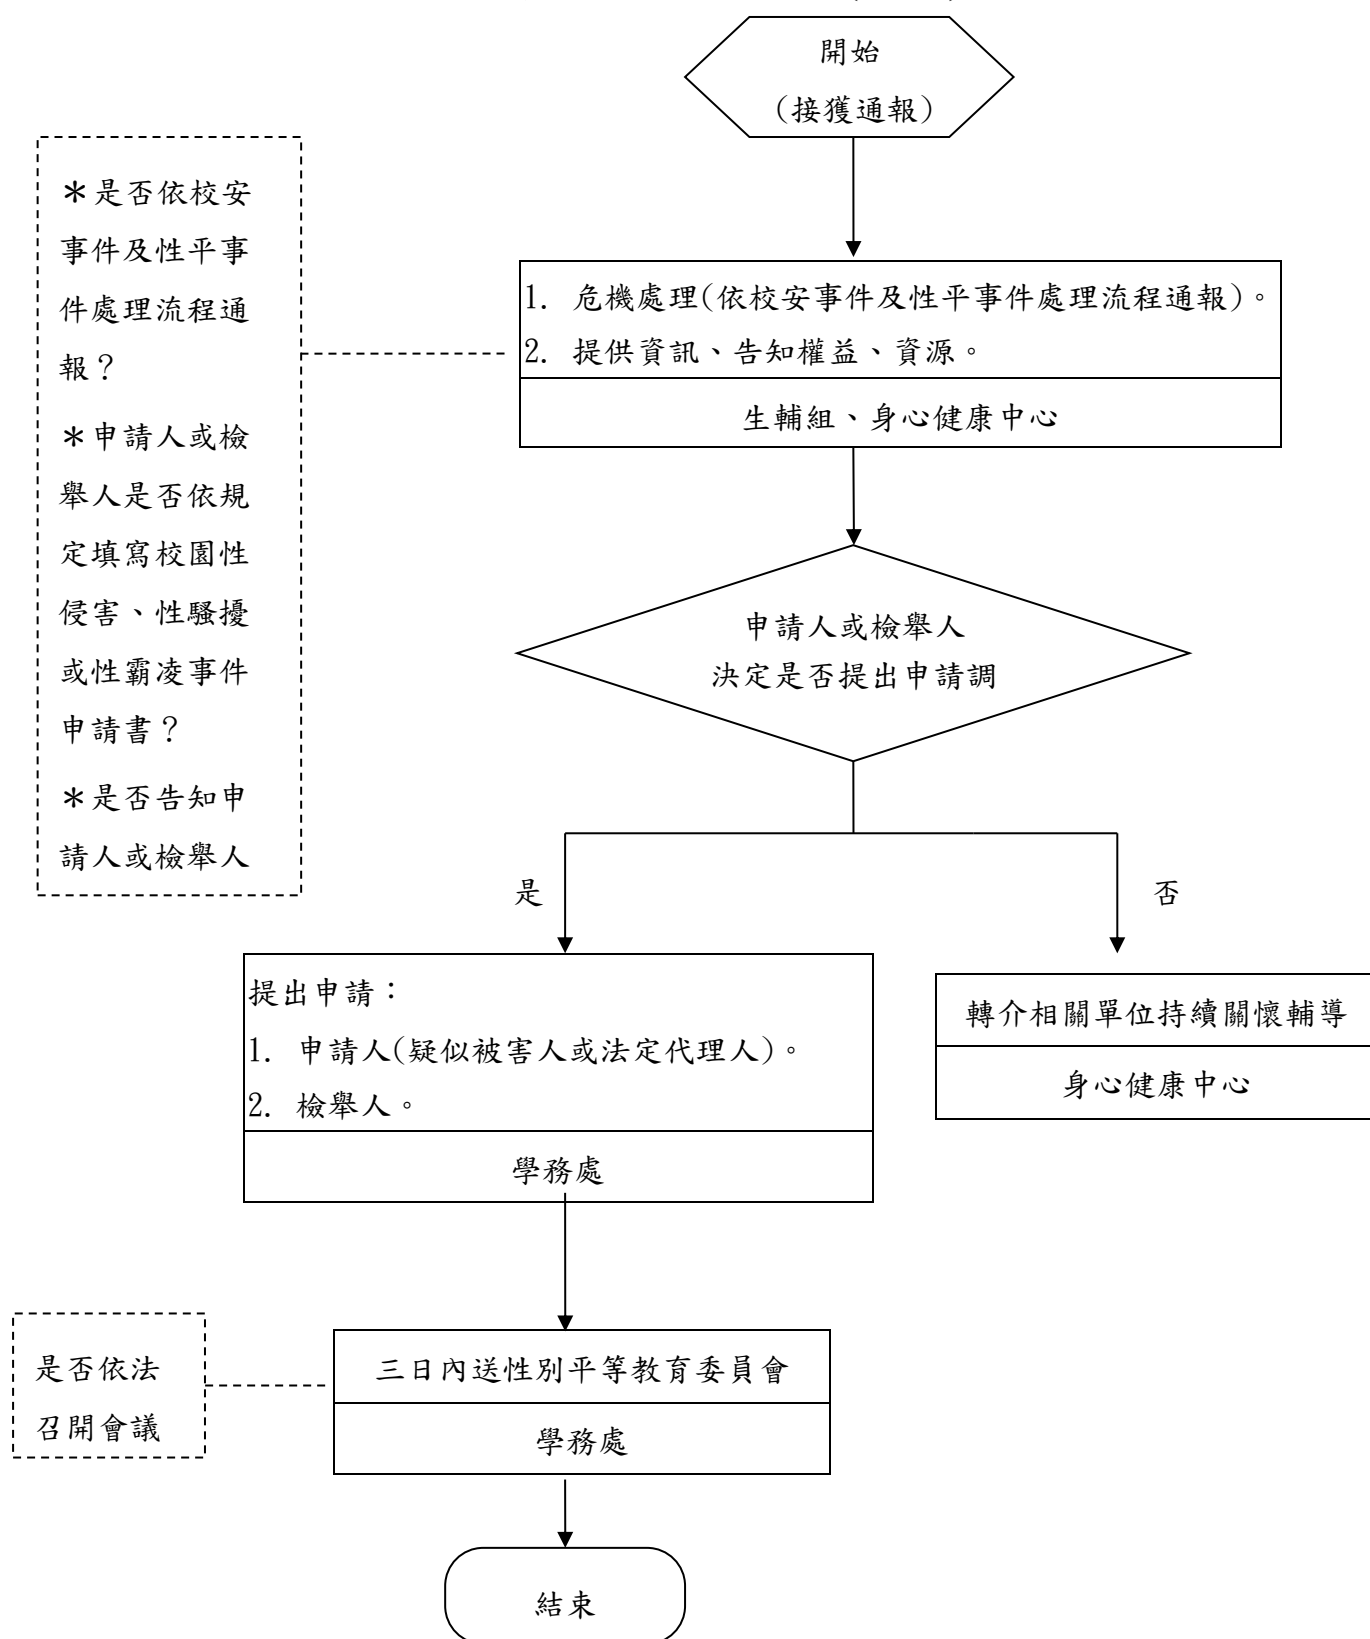 開始
(接獲通報)
＊是否依校安
事件及性平事
件處理流程通
報？
＊申請人或檢
舉人是否依規
定填寫校園性
侵害、性騷擾
或性霸凌事件
申請書？
＊是否告知申
請人或檢舉人
1. 危機處理(依校安事件及性平事件處理流程通報)。
2. 提供資訊、告知權益、資源。
生輔組、身心健康中心
申請人或檢舉人
決定是否提出申請調
是
否
提出申請：
1. 申請人(疑似被害人或法定代理人)。
2. 檢舉人。
學務處
轉介相關單位持續關懷輔導
身心健康中心
是否依法
召開會議
三日內送性別平等教育委員會
學務處
結束